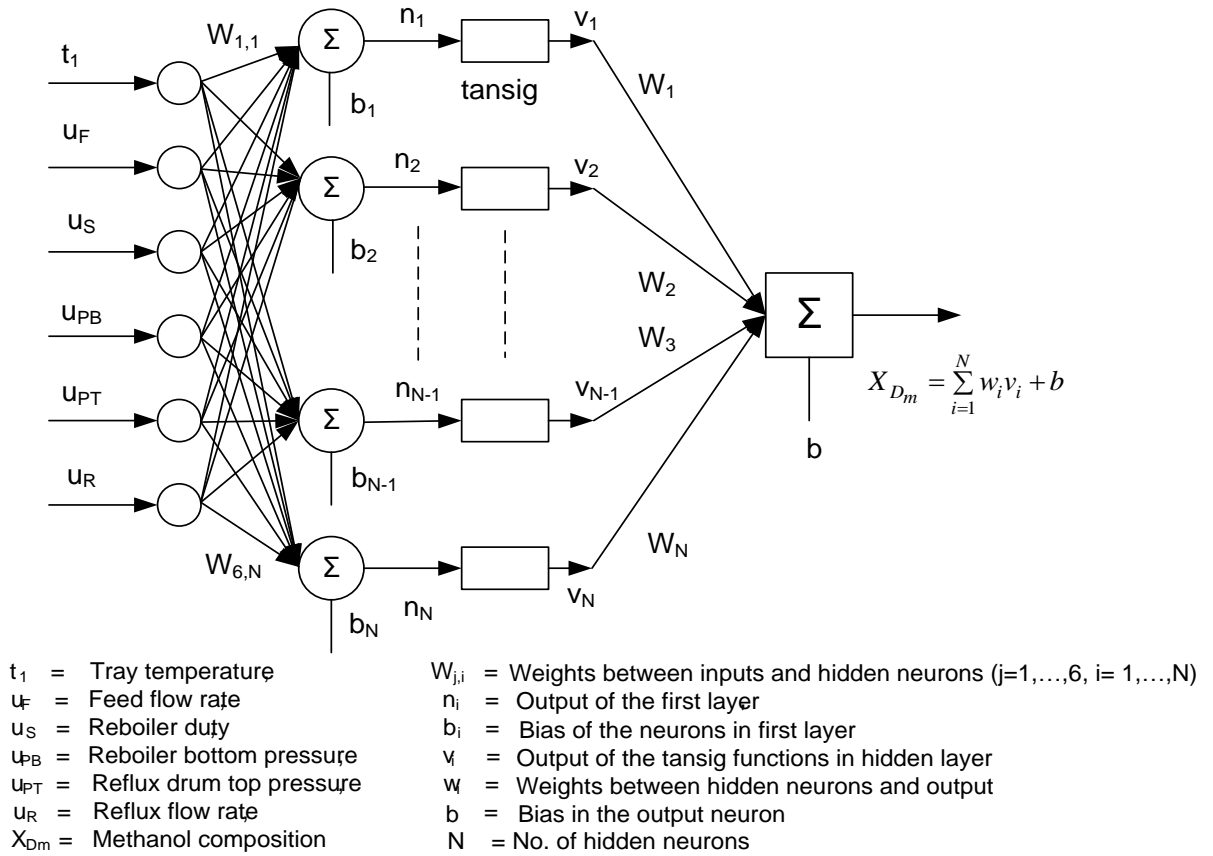 n1
v1
W1,1
Σ
t1
tansig
W1
b1
uF
n2
v2
Σ
uS
b2
W2
Σ
uPB
W3
nN-1
vN-1
X_Dm = Σ_{i=1}^{N} w_i v_i + b
uPT
Σ
b
uR
bN-1
WN
Σ
W6,N
nN
vN
bN
t1 = Tray temperature,
uF = Feed flow rate,
uS = Reboiler duty,
uPB = Reboiler bottom pressure,
uPT = Reflux drum top pressure,
uR = Reflux flow rate,
XDm = Methanol composition
Wj,i = Weights between inputs and hidden neurons (j=1,…,6, i= 1,…,N)
ni = Output of the first layer,
bi = Bias of the neurons in first layer
vi = Output of the tansig functions in hidden layer
wi = Weights between hidden neurons and output
b = Bias in the output neuron
N = No. of hidden neurons